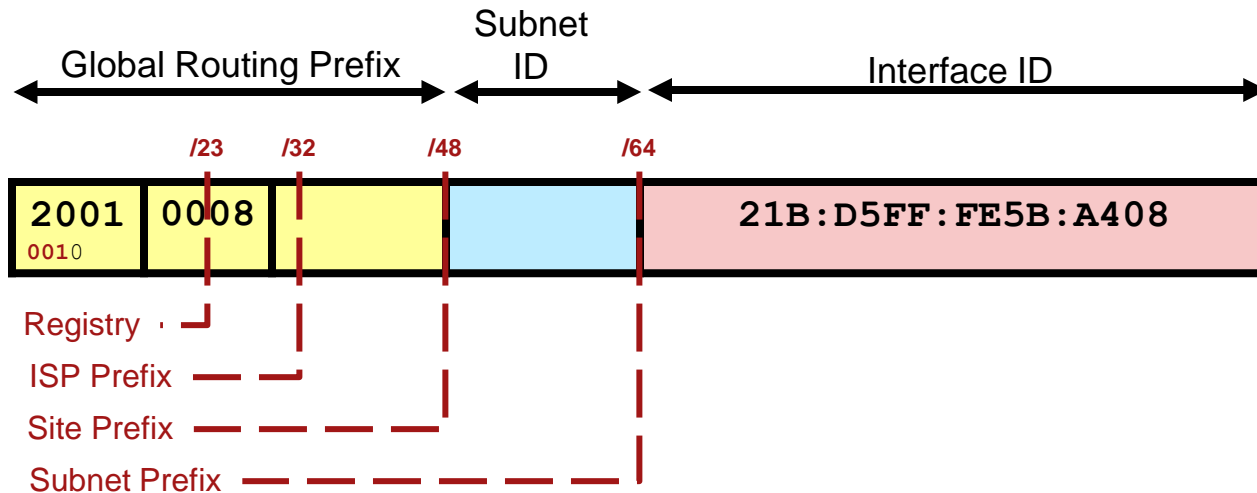 Subnet
ID
Global Routing Prefix
Interface ID
/23 /32 /48 /64
2001 0008 21B:D5FF:FE5B:A408
0010
Registry
ISP Prefix
Site Prefix
Subnet Prefix